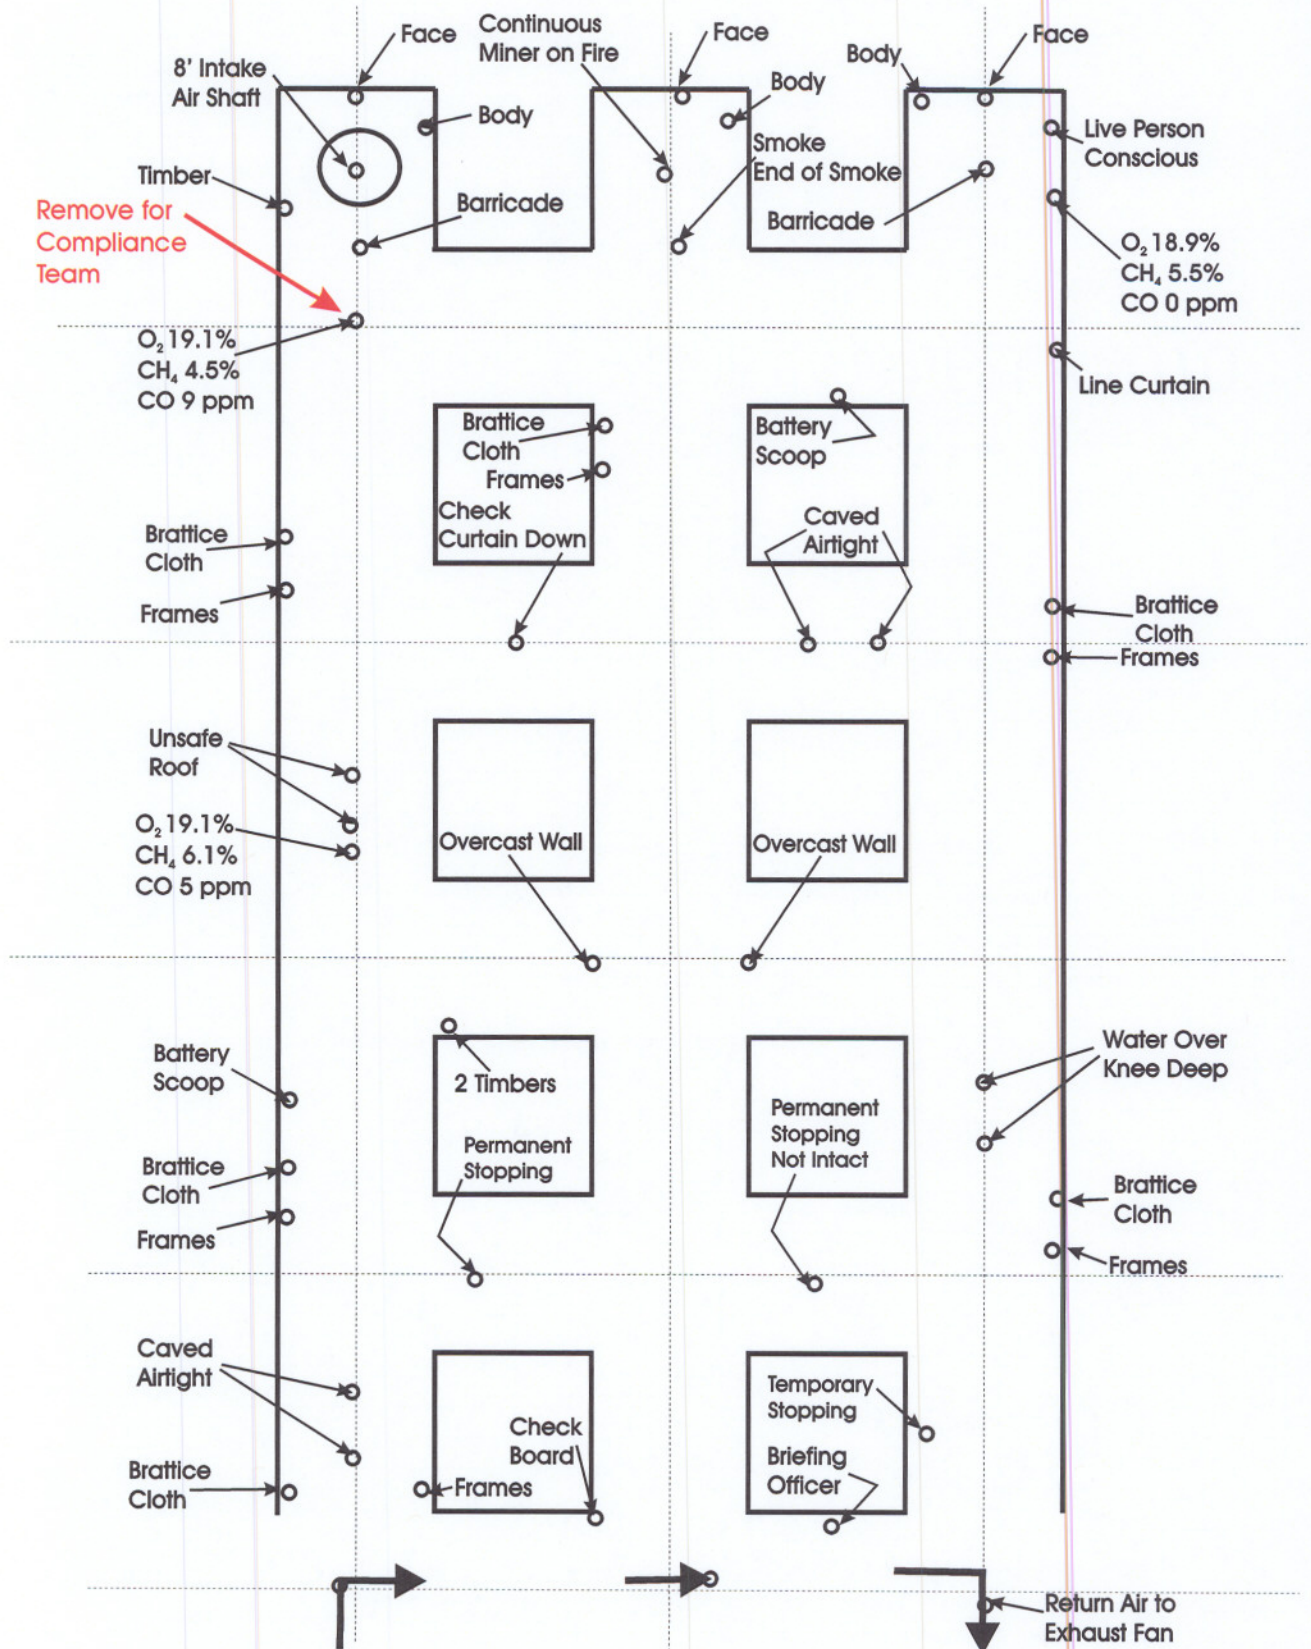 Face
Continuous
Miner on Fire
Face
Face
8' Intake
Air Shaft
Body
Body
Body
Live Person
Conscious
Smoke
End of Smoke
Timber
Barricade
Barricade
Remove for
Compliance
Team
O₂ 18.9%
CH₄ 5.5%
CO 0 ppm
O₂ 19.1%
CH₄ 4.5%
CO 9 ppm
Line Curtain
Brattice
Cloth
Frames
Check
Curtain Down
Battery
Scoop
Caved
Airtight
Brattice
Cloth
Frames
Brattice
Cloth
Frames
Unsafe
Roof
O₂ 19.1%
CH₄ 6.1%
CO 5 ppm
Overcast Wall
Overcast Wall
Battery
Scoop
2 Timbers
Water Over
Knee Deep
Permanent
Stopping
Permanent
Stopping
Not Intact
Brattice
Cloth
Frames
Brattice
Cloth
Frames
Caved
Airtight
Temporary
Stopping
Check
Board
Briefing
Officer
Brattice
Cloth
Frames
Return Air to
Exhaust Fan